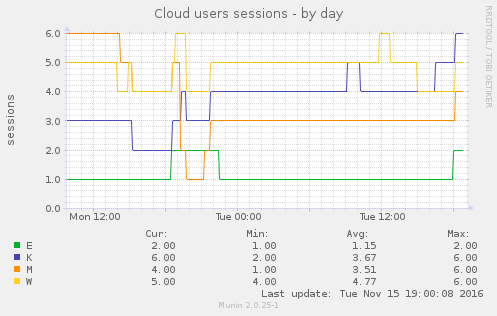 Cloud users sessions - by day
RRDTOOL / TOBI OETIKER
sessions
6.0
5.0
4.0
3.0
2.0
1.0
0.0
Mon 12:00 Tue 00:00 Tue 12:00
Cur: Min: Avg: Max:
E 2.00 1.00 1.15 2.00
K 6.00 2.00 3.67 6.00
M 4.00 1.00 3.51 6.00
W 5.00 4.00 4.77 6.00
Last update: Tue Nov 15 19:00:08 2016
Munin 2.0.25-1